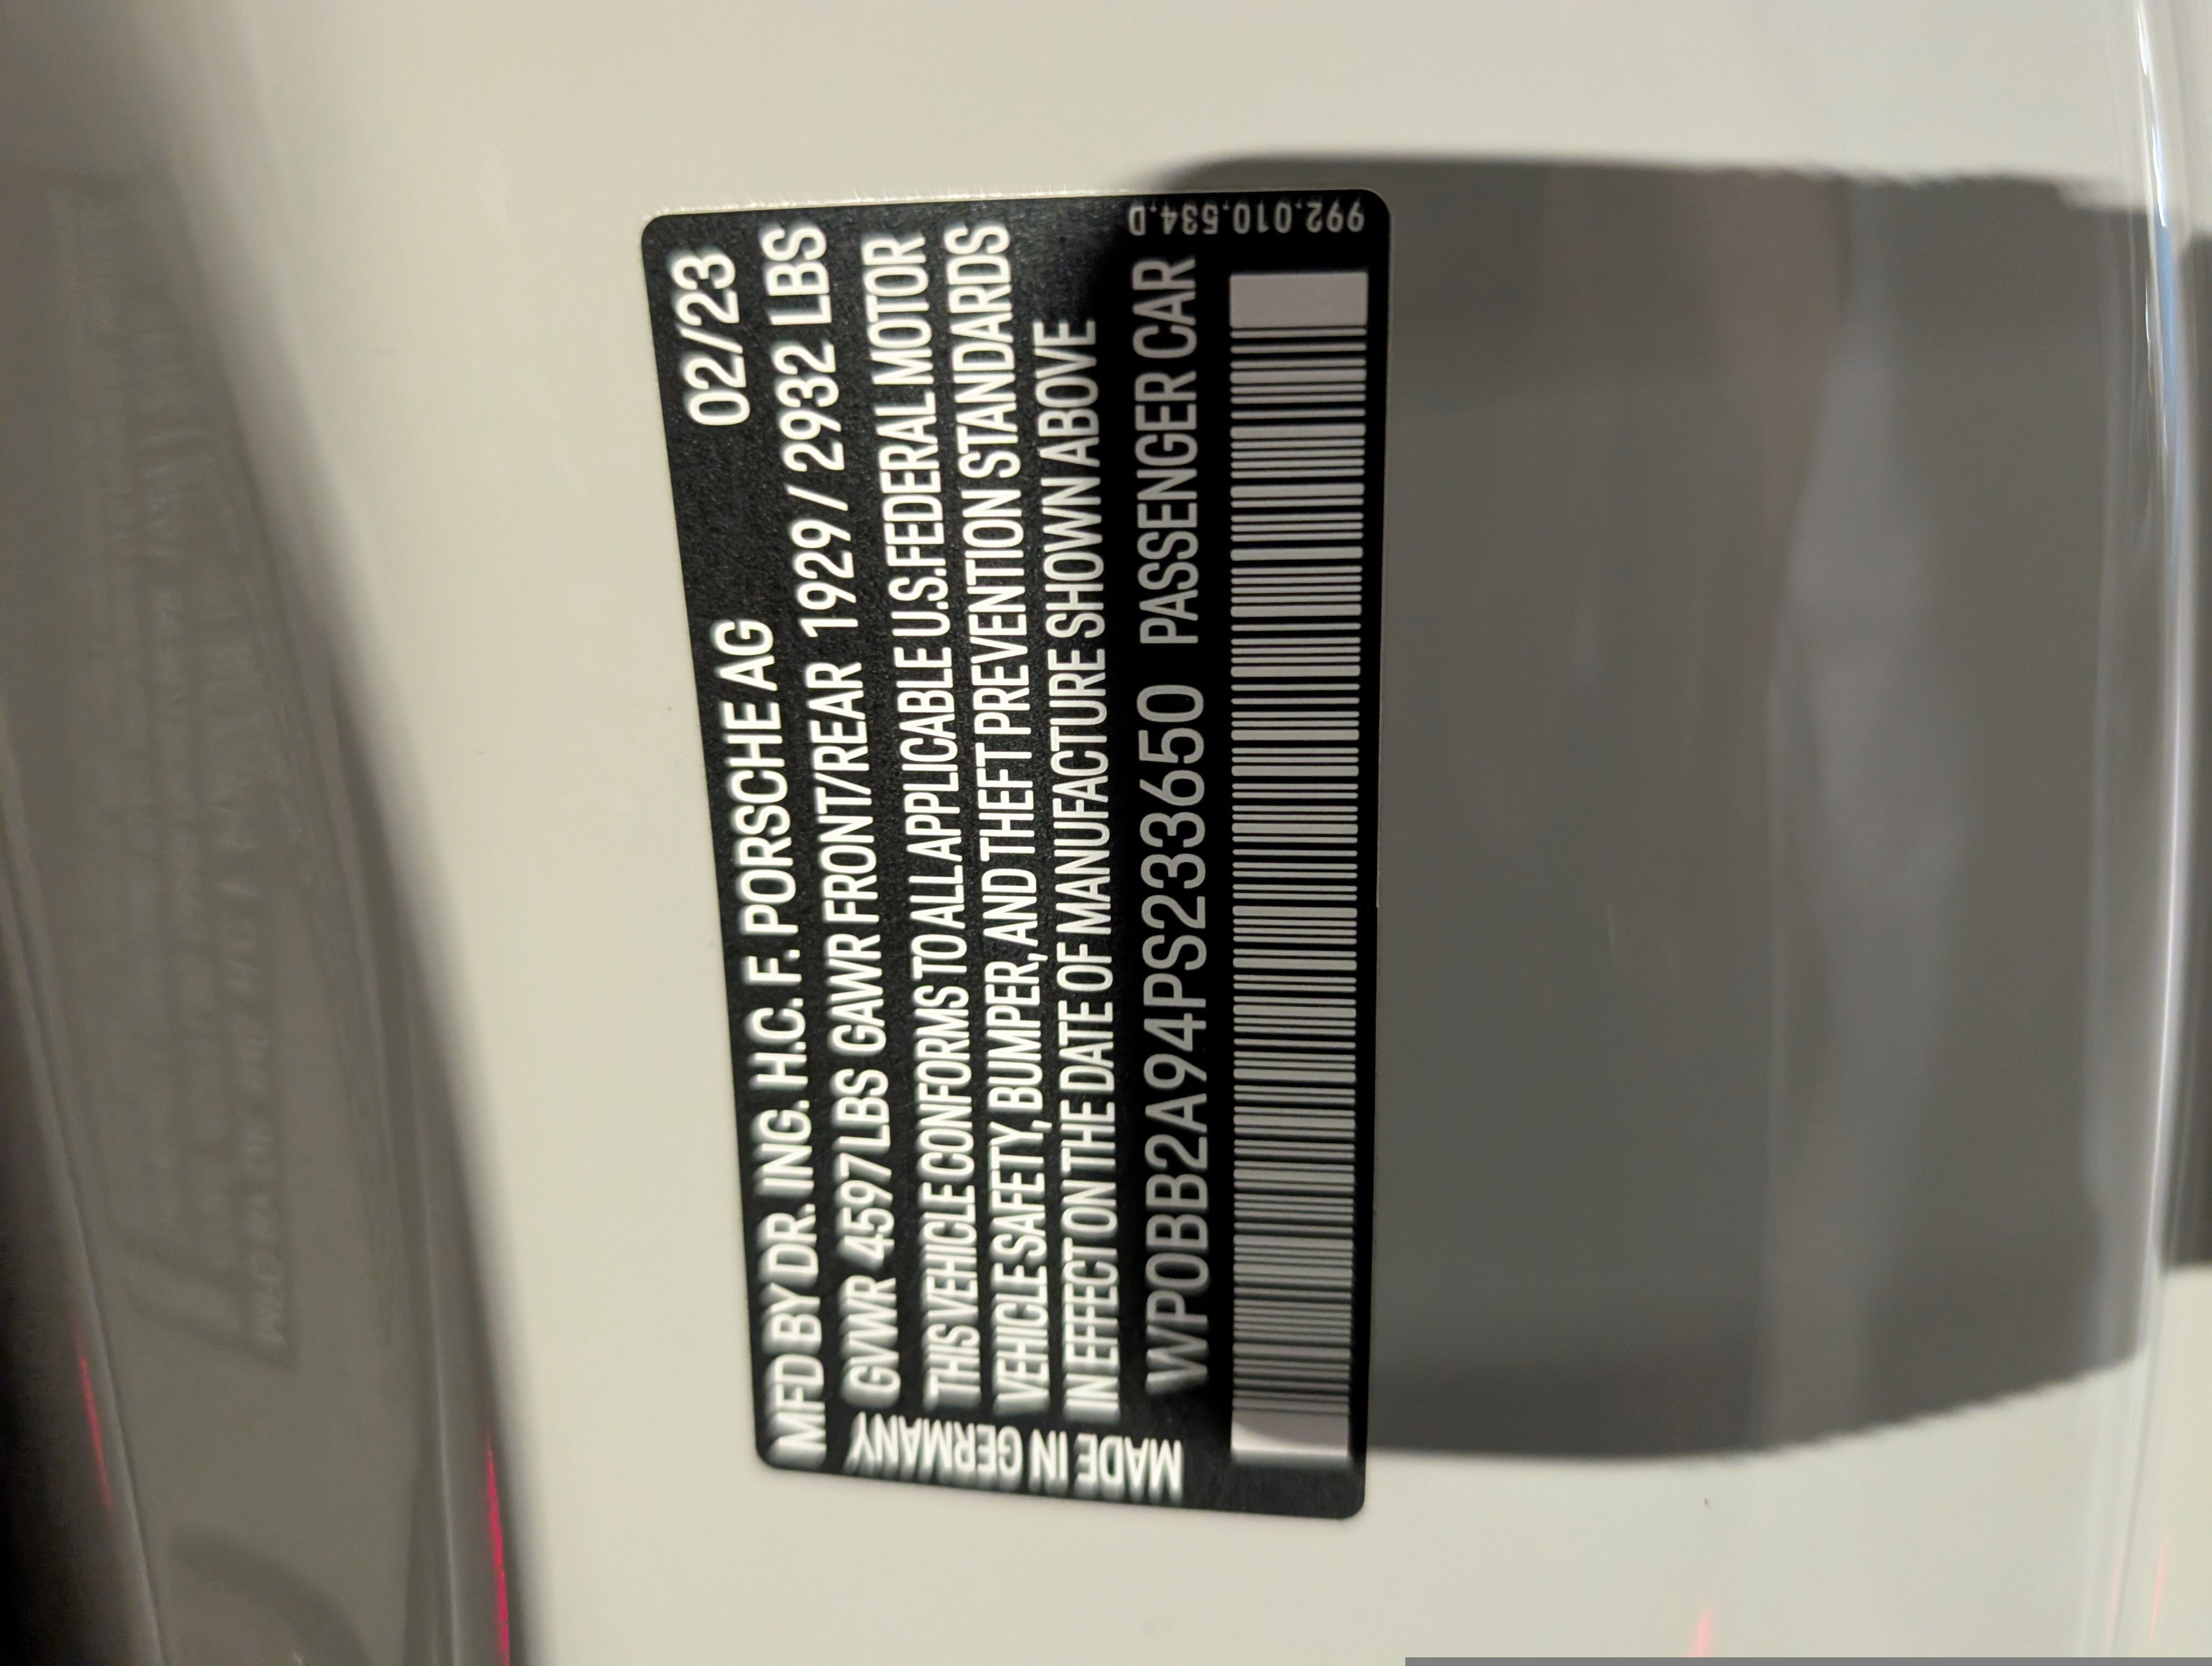 MFD BY DR. ING. H.C. F. PORSCHE AG 02/23
GVWR 4597 LBS GAWR FRONT/REAR 1929 / 2932 LBS
THIS VEHICLE CONFORMS TO ALL APPLICABLE U.S.FEDERAL MOTOR
VEHICLE SAFETY, BUMPER, AND THEFT PREVENTION STANDARDS
IN EFFECT ON THE DATE OF MANUFACTURE SHOWN ABOVE
WP0BB2A94PS233650 PASSENGER CAR
MADE IN GERMANY
992.010.534.D